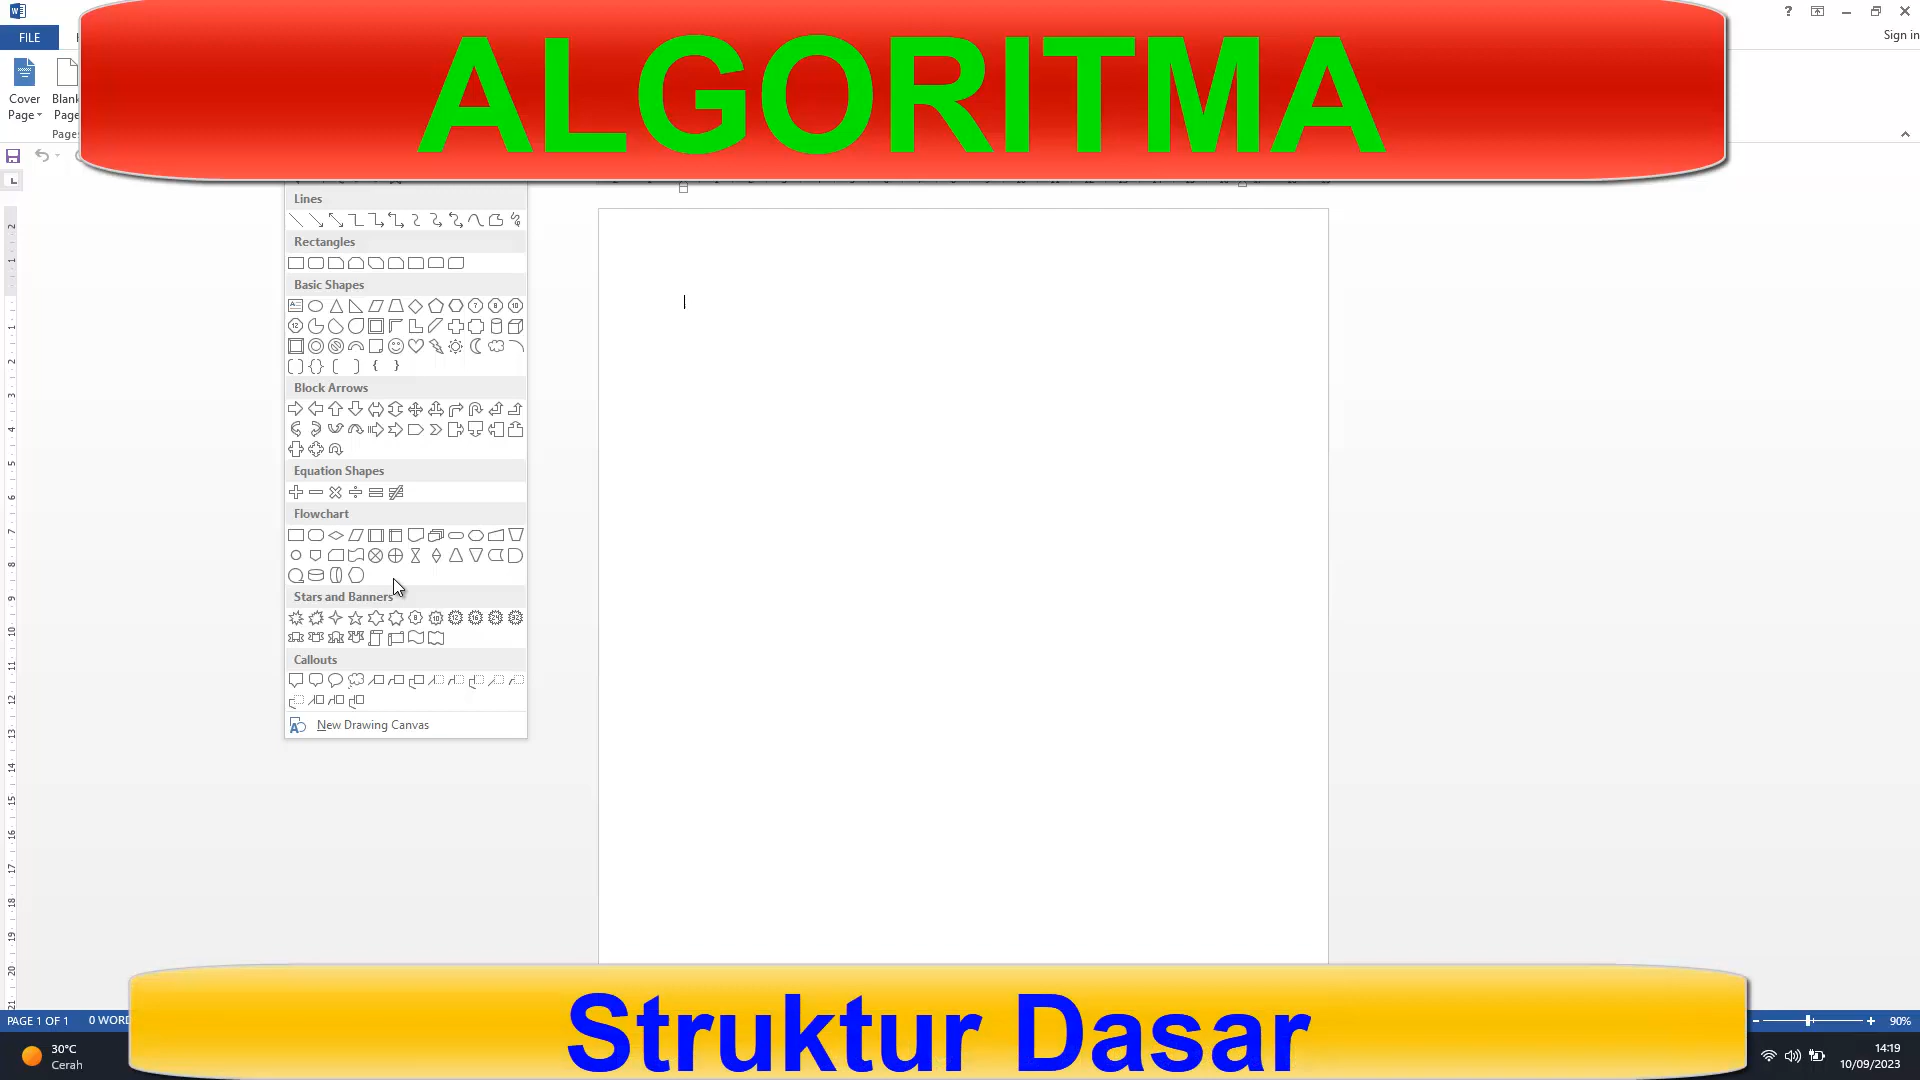 ALGORITMA
FILE
Sign in
Cover
Page
Blank
Page
Pages
Lines
Rectangles
Basic Shapes
Block Arrows
Equation Shapes
Flowchart
Stars and Banners
Callouts
New Drawing Canvas
Struktur Dasar
PAGE 1 OF 1
0 WORD
90%
30°C
Cerah
14:19
10/09/2023